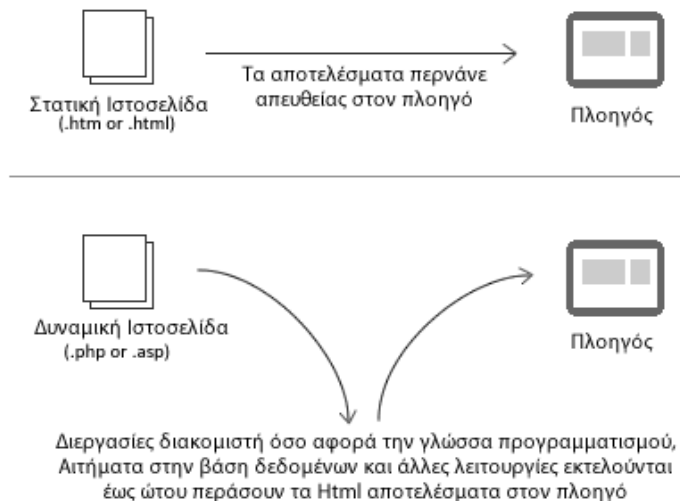 Τα αποτελέσματα περνάνε
απευθείας στον πλοηγό
Στατική Ιστοσελίδα
(.htm or .html)
Πλοηγός
Δυναμική Ιστοσελίδα
(.php or .asp)
Πλοηγός
Διεργασίες διακομιστή όσο αφορά την γλώσσα προγραμματισμού,
Αιτήματα στην βάση δεδομένων και άλλες λειτουργίες εκτελούνται
έως ώτου περάσουν τα Html αποτελέσματα στον πλοηγό